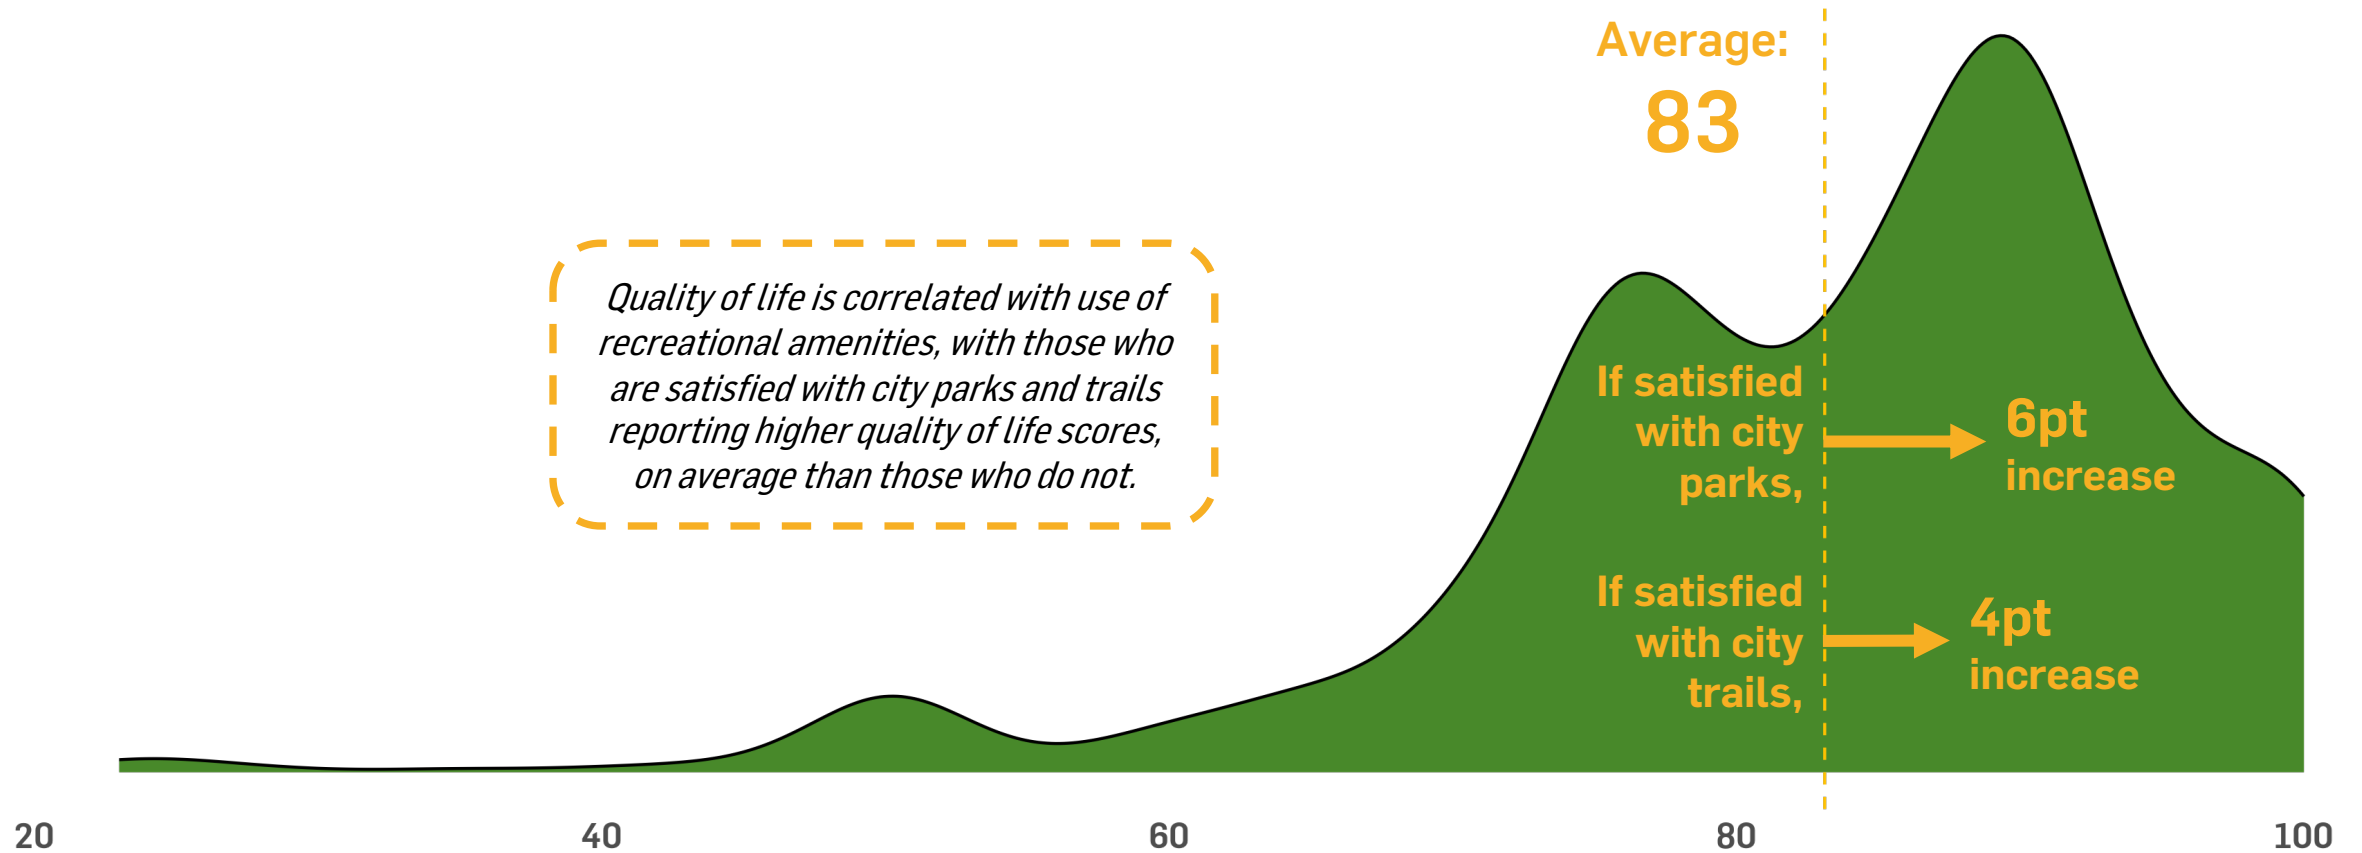 Average:
83
Quality of life is correlated with use of
recreational amenities, with those who
are satisfied with city parks and trails
reporting higher quality of life scores,
on average than those who do not.
If satisfied
with city
parks,
6pt
increase
If satisfied
with city
trails,
4pt
increase
20 40 60 80 100